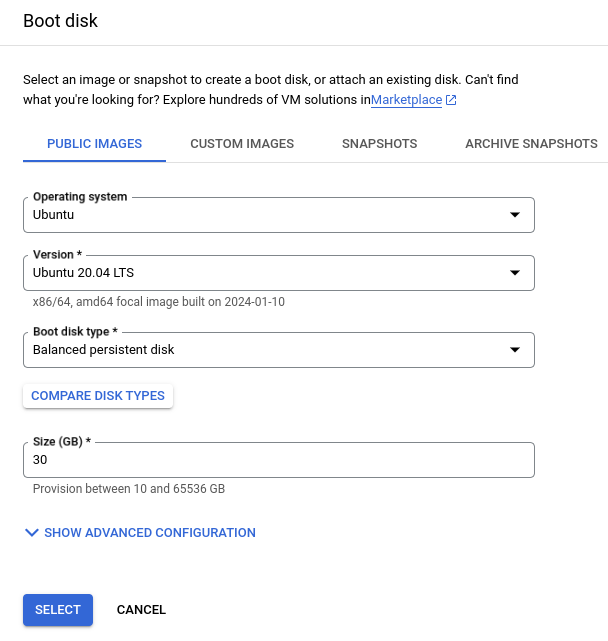 Boot disk
Select an image or snapshot to create a boot disk, or attach an existing disk. Can't find
what you're looking for? Explore hundreds of VM solutions inMarketplace
PUBLIC IMAGES CUSTOM IMAGES SNAPSHOTS ARCHIVE SNAPSHOTS
Operating system
Ubuntu
Version *
Ubuntu 20.04 LTS
x86/64, amd64 focal image built on 2024-01-10
Boot disk type *
Balanced persistent disk
COMPARE DISK TYPES
Size (GB) *
30
Provision between 10 and 65536 GB
SHOW ADVANCED CONFIGURATION
SELECT CANCEL